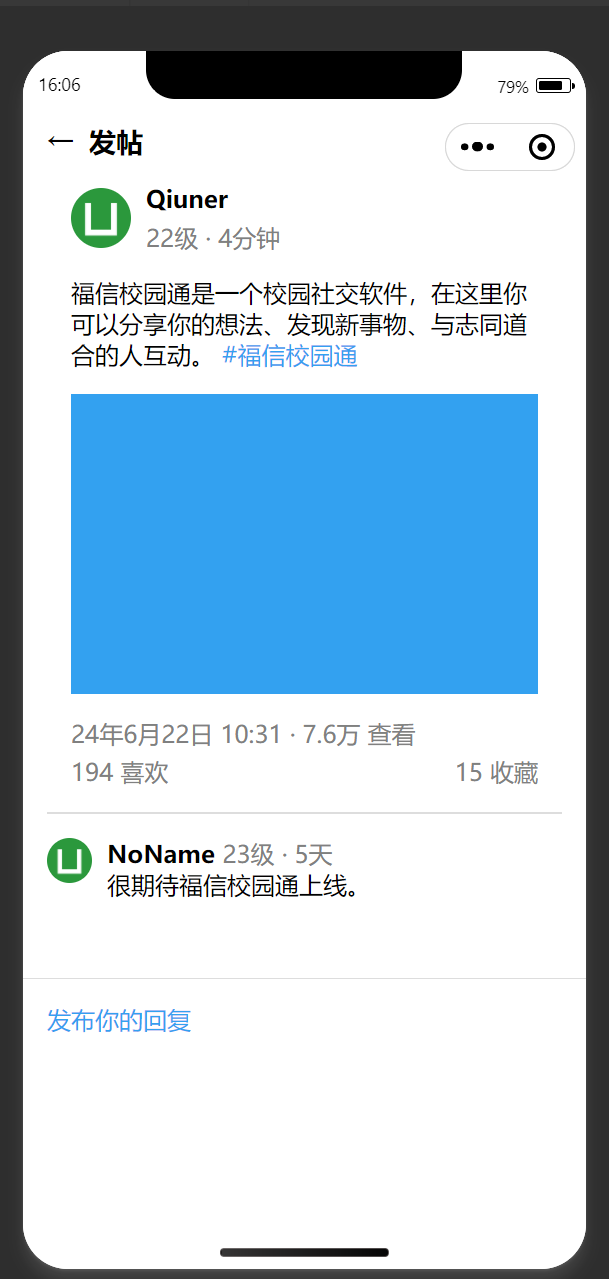 16:06
79%
← 发帖
Qiuner
22级 · 4分钟
福信校园通是一个校园社交软件，在这里你
可以分享你的想法、发现新事物、与志同道
合的人互动。 #福信校园通
24年6月22日 10:31 · 7.6万 查看
194 喜欢
15 收藏
NoName 23级 · 5天
很期待福信校园通上线。
发布你的回复